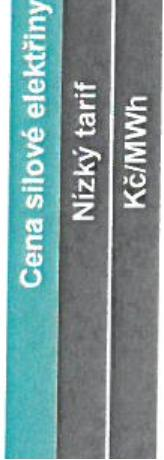 Cena silové elektřiny
Nízký tarif
Kč/MWh